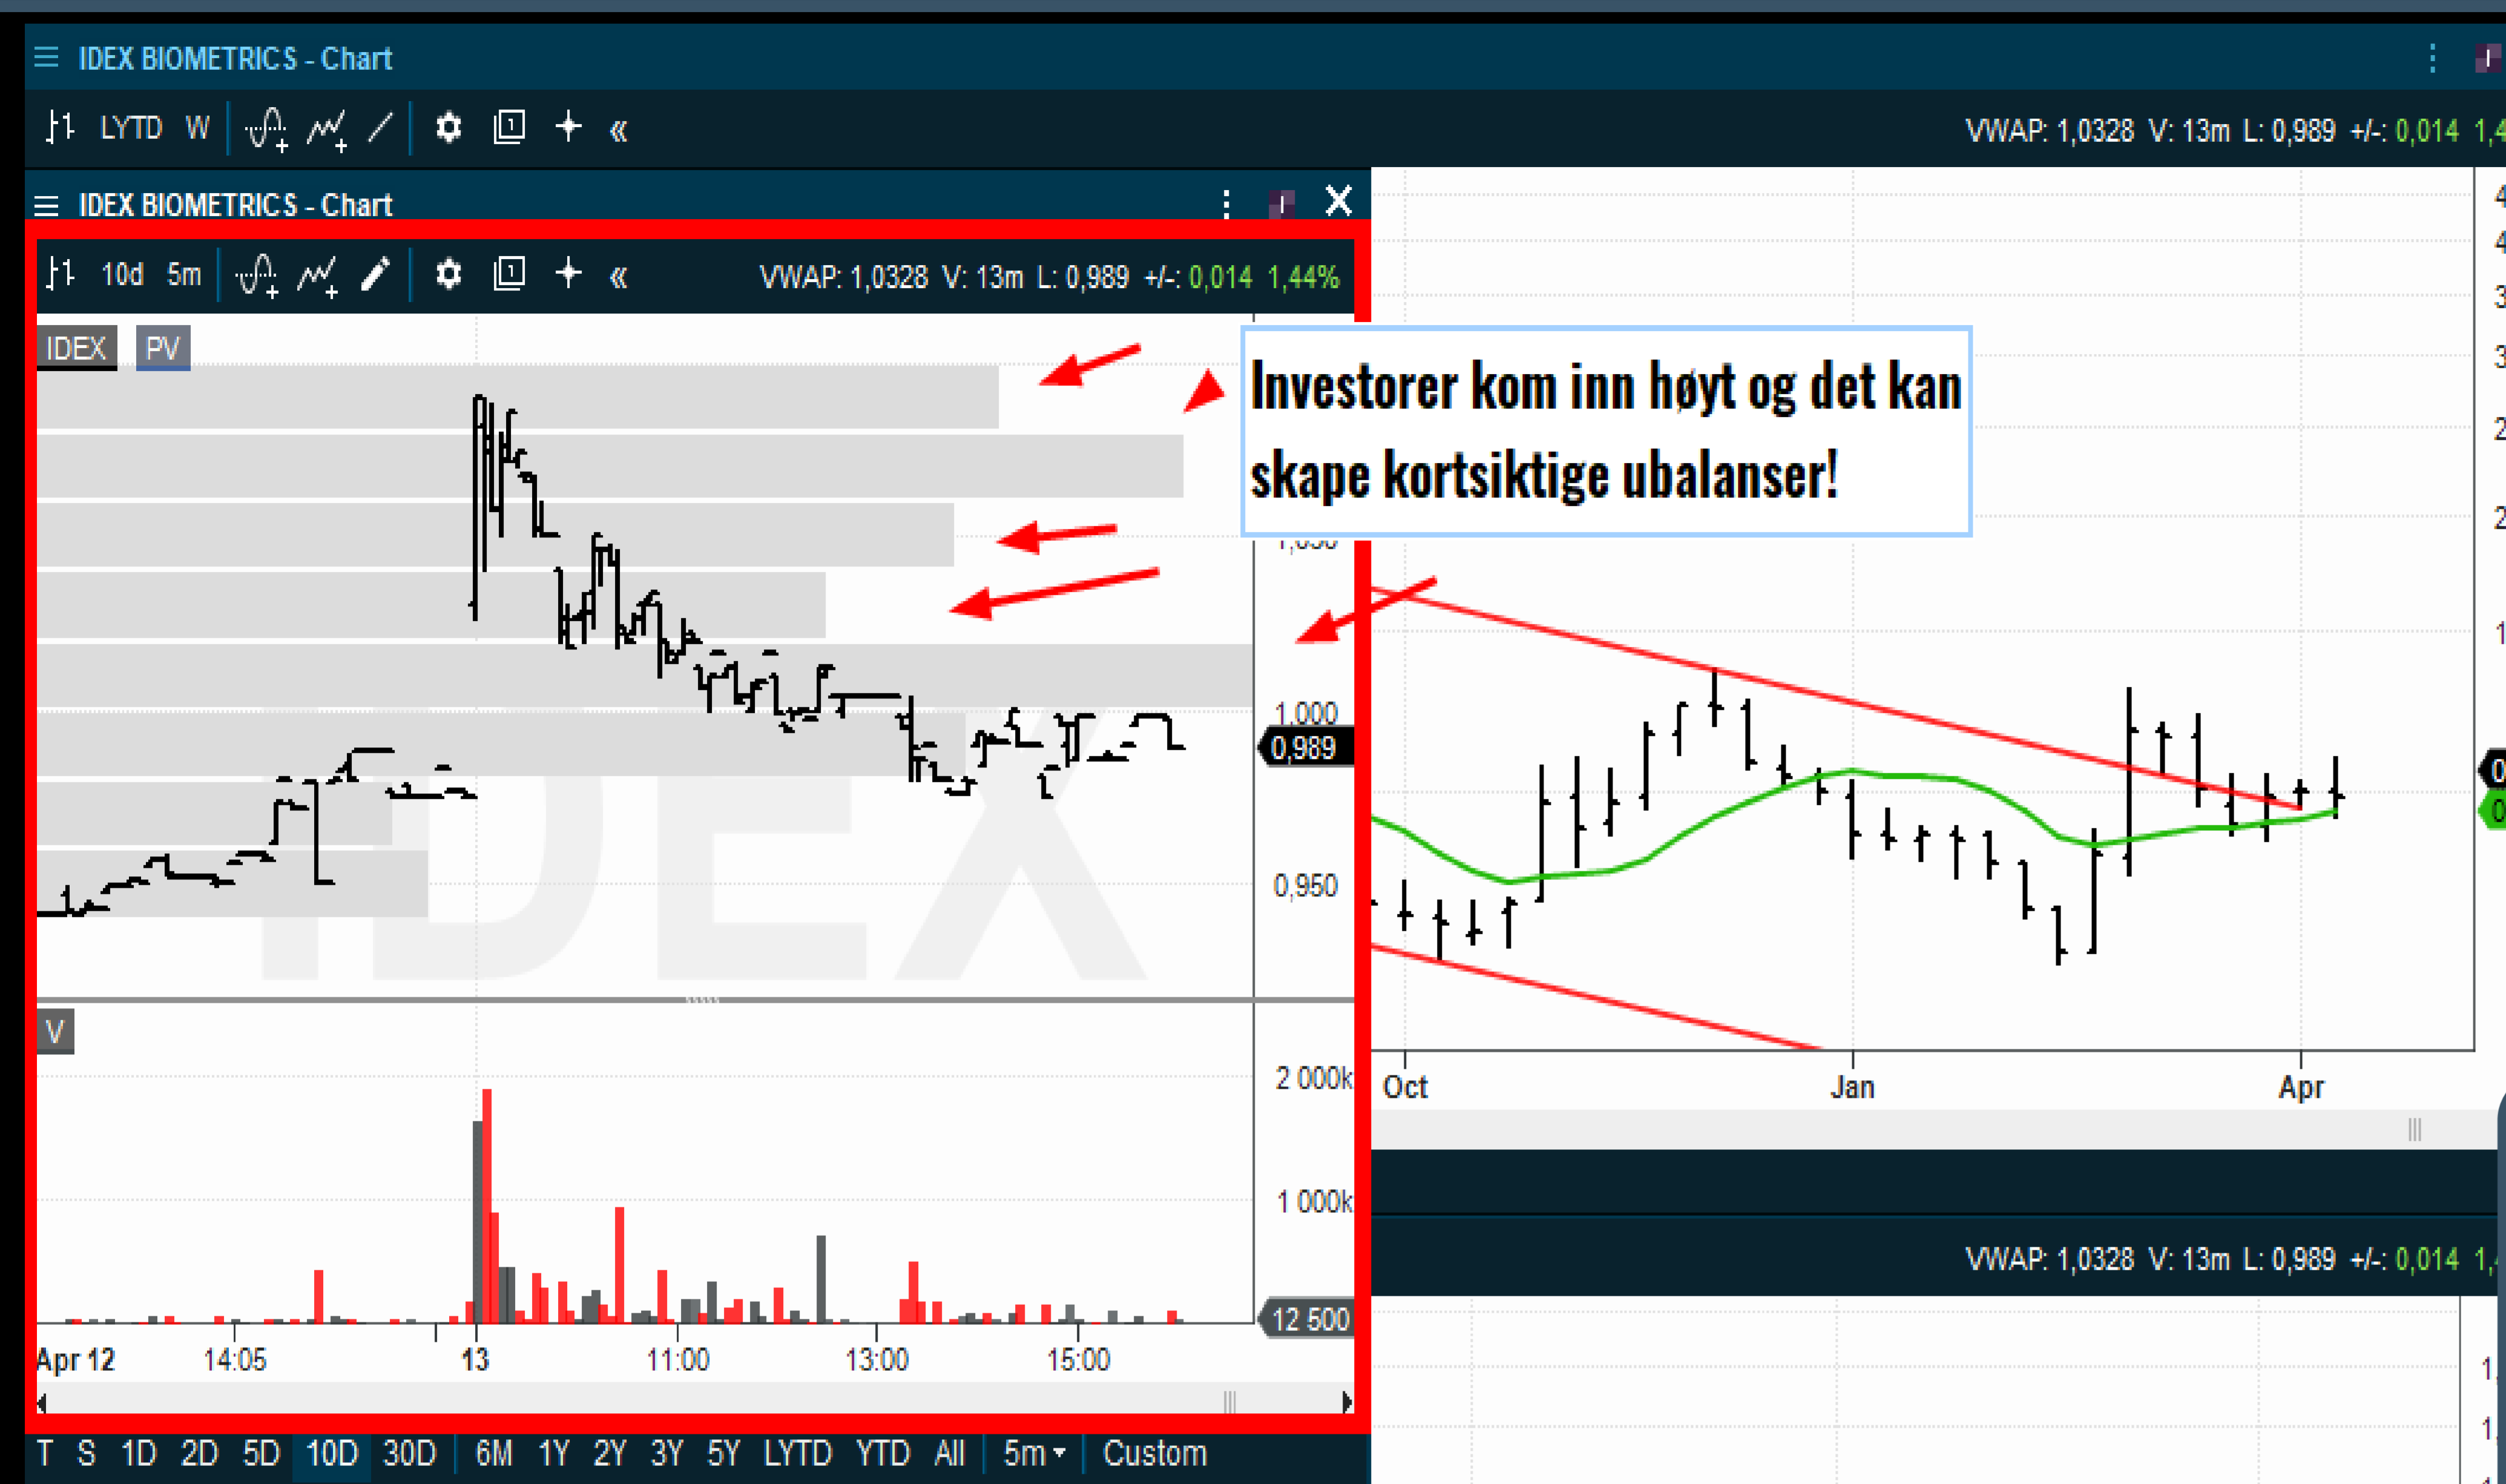 IDEX BIOMETRICS - Chart
LYTD W
VWAP: 1,0328 V: 13m L: 0,989 +/-: 0,014
IDEX BIOMETRICS - Chart
10d 5m
VWAP: 1,0328 V: 13m L: 0,989 +/-: 0,014 1,44%
IDEX PV
Investorer kom inn høyt og det kan
skape kortsiktige ubalanser!
1.000
0,989
0,950
IDEX
V
2 000k
1 000k
12 500
Apr 12 14:05 13 11:00 13:00 15:00
Oct Jan Apr
VWAP: 1,0328 V: 13m L: 0,989 +/-: 0,014
T S 1D 2D 5D 10D 30D 6M 1Y 2Y 3Y 5Y LYTD YTD All 5m Custom